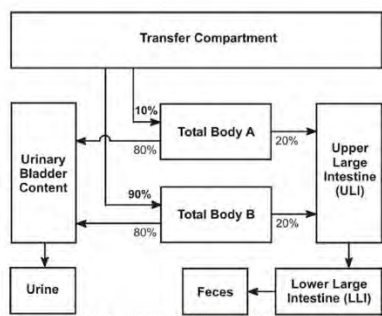 Transfer Compartment
10%
Total Body A
80%
20%
Urinary
Bladder
Content
Upper
Large
Intestine
(ULI)
90%
Total Body B
80%
20%
Urine
Feces
Lower Large
Intestine (LLI)